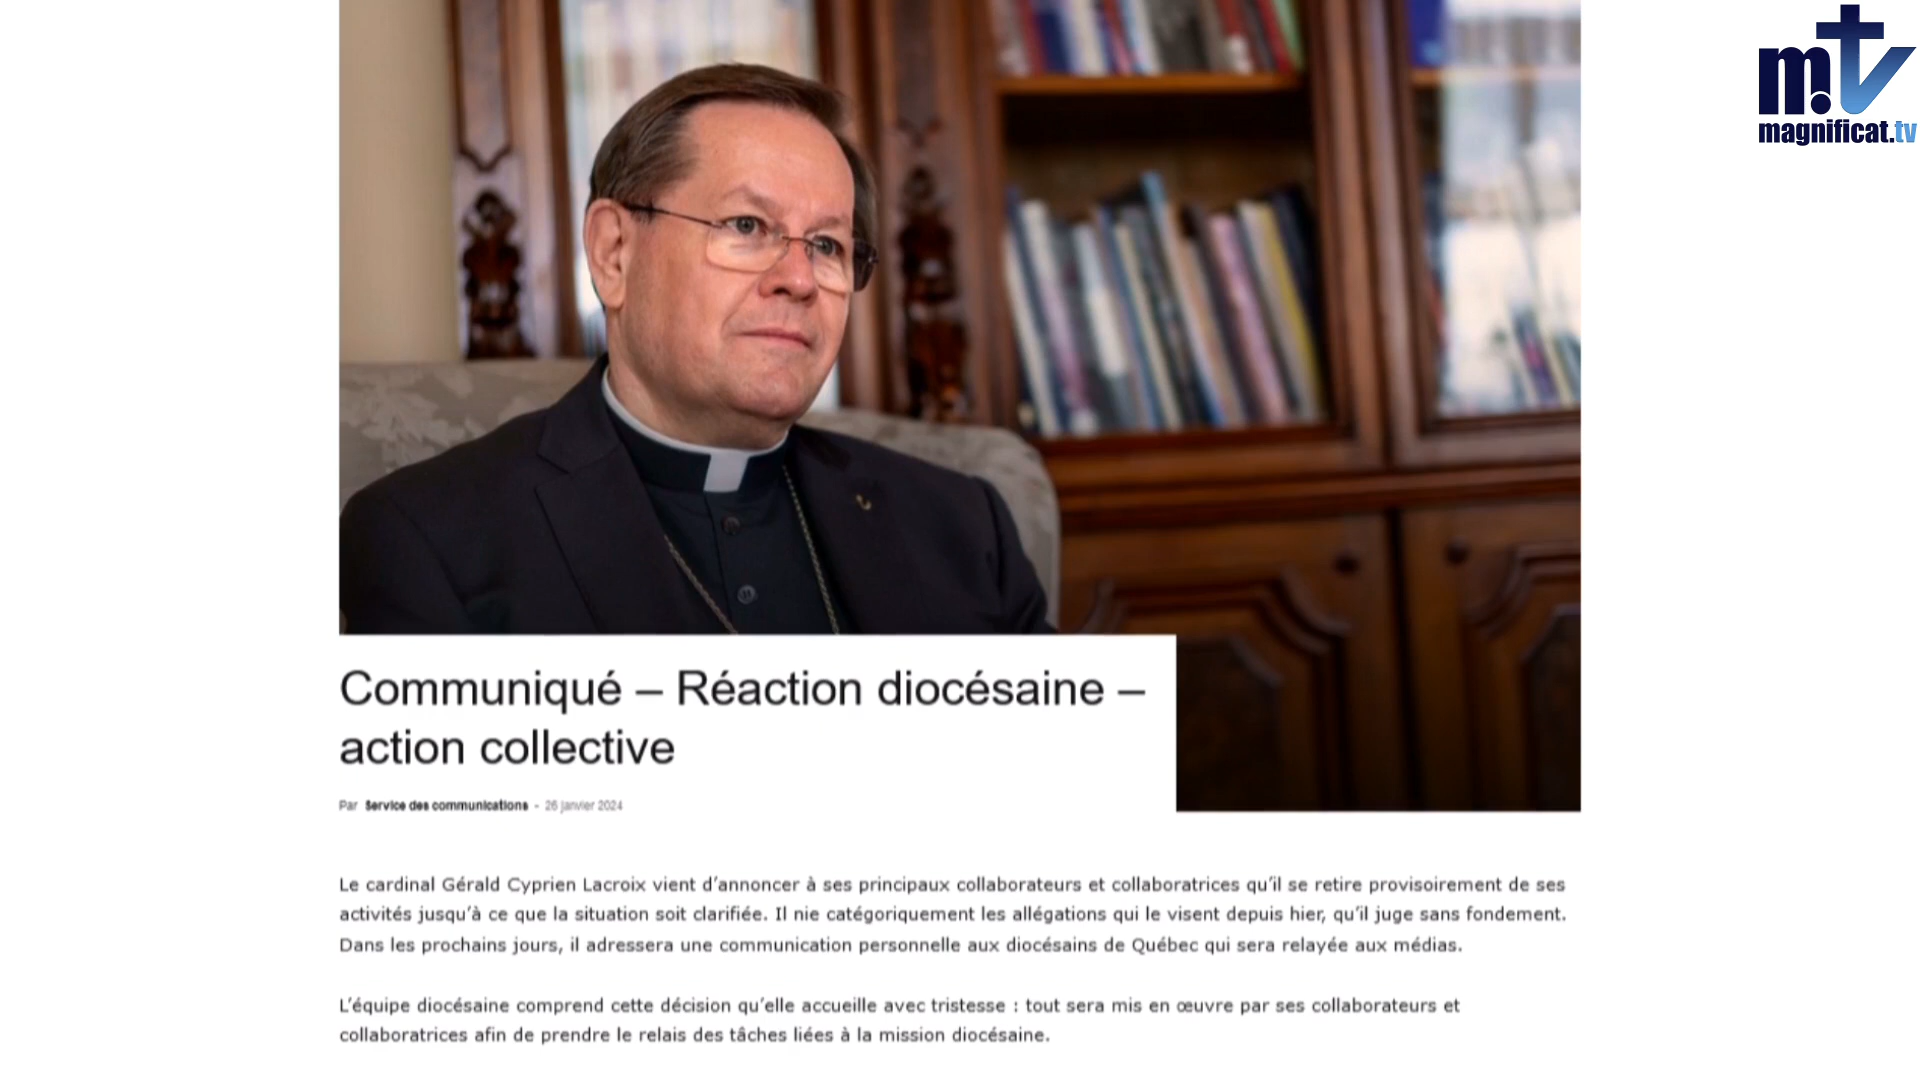 mtv
magnificat.tv
Communiqué – Réaction diocésaine –
action collective
Par Service des communications - 26 janvier 2024
Le cardinal Gérald Cyprien Lacroix vient d’annoncer à ses principaux collaborateurs et collaboratrices qu’il se retire provisoirement de ses
activités jusqu’à ce que la situation soit clarifiée. Il nie catégoriquement les allégations qui le visent depuis hier, qu’il juge sans fondement.
Dans les prochains jours, il adressera une communication personnelle aux diocésains de Québec qui sera relayée aux médias.
L’équipe diocésaine comprend cette décision qu’elle accueille avec tristesse : tout sera mis en œuvre par ses collaborateurs et
collaboratrices afin de prendre le relais des tâches liées à la mission diocésaine.